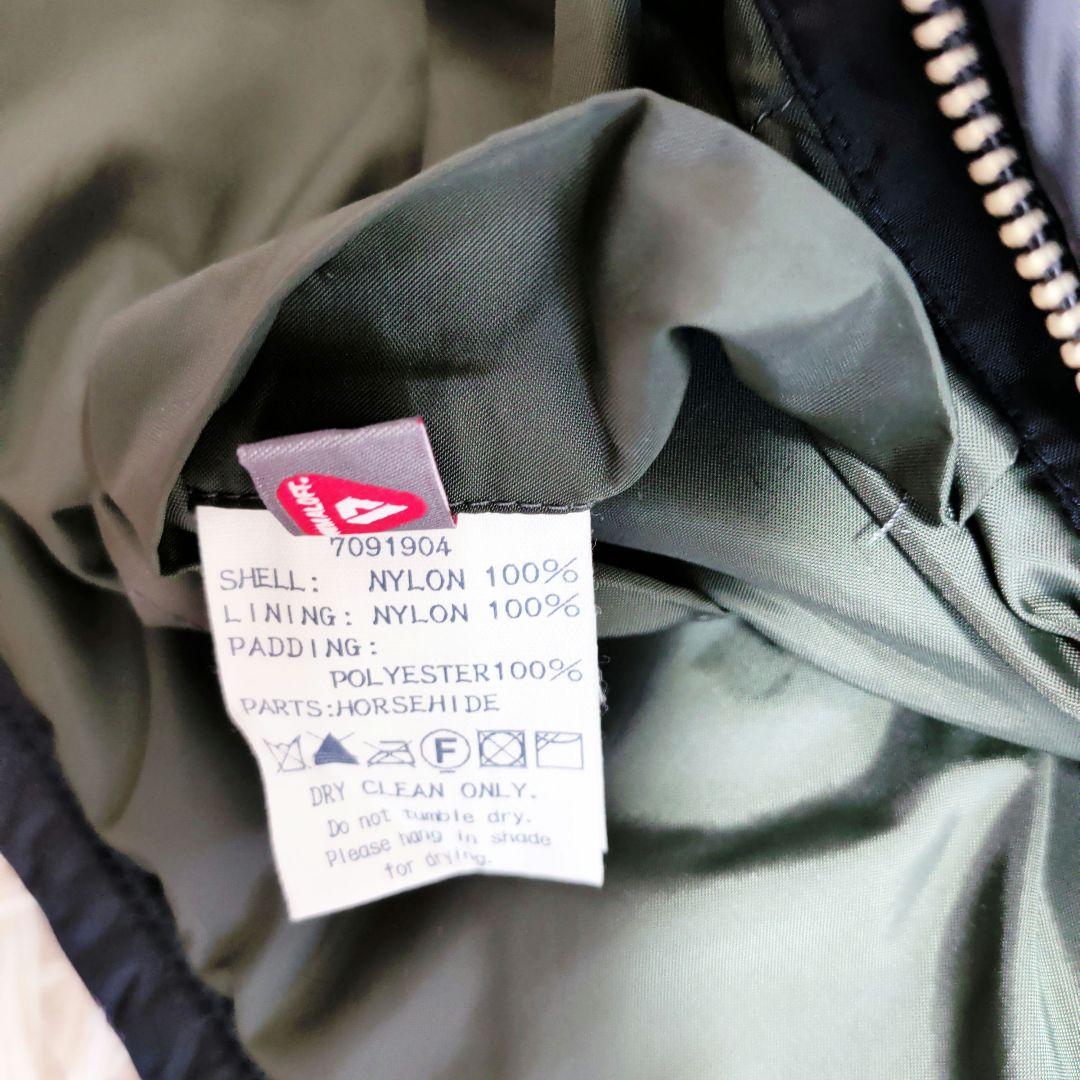 7091904
SHELL: NYLON 100%
LINING: NYLON 100%
PADDING:
POLYESTER100%
PARTS:HORSEHIDE
F
DRY CLEAN ONLY.
Do not tumble dry.
Please hang in shade
for drying.